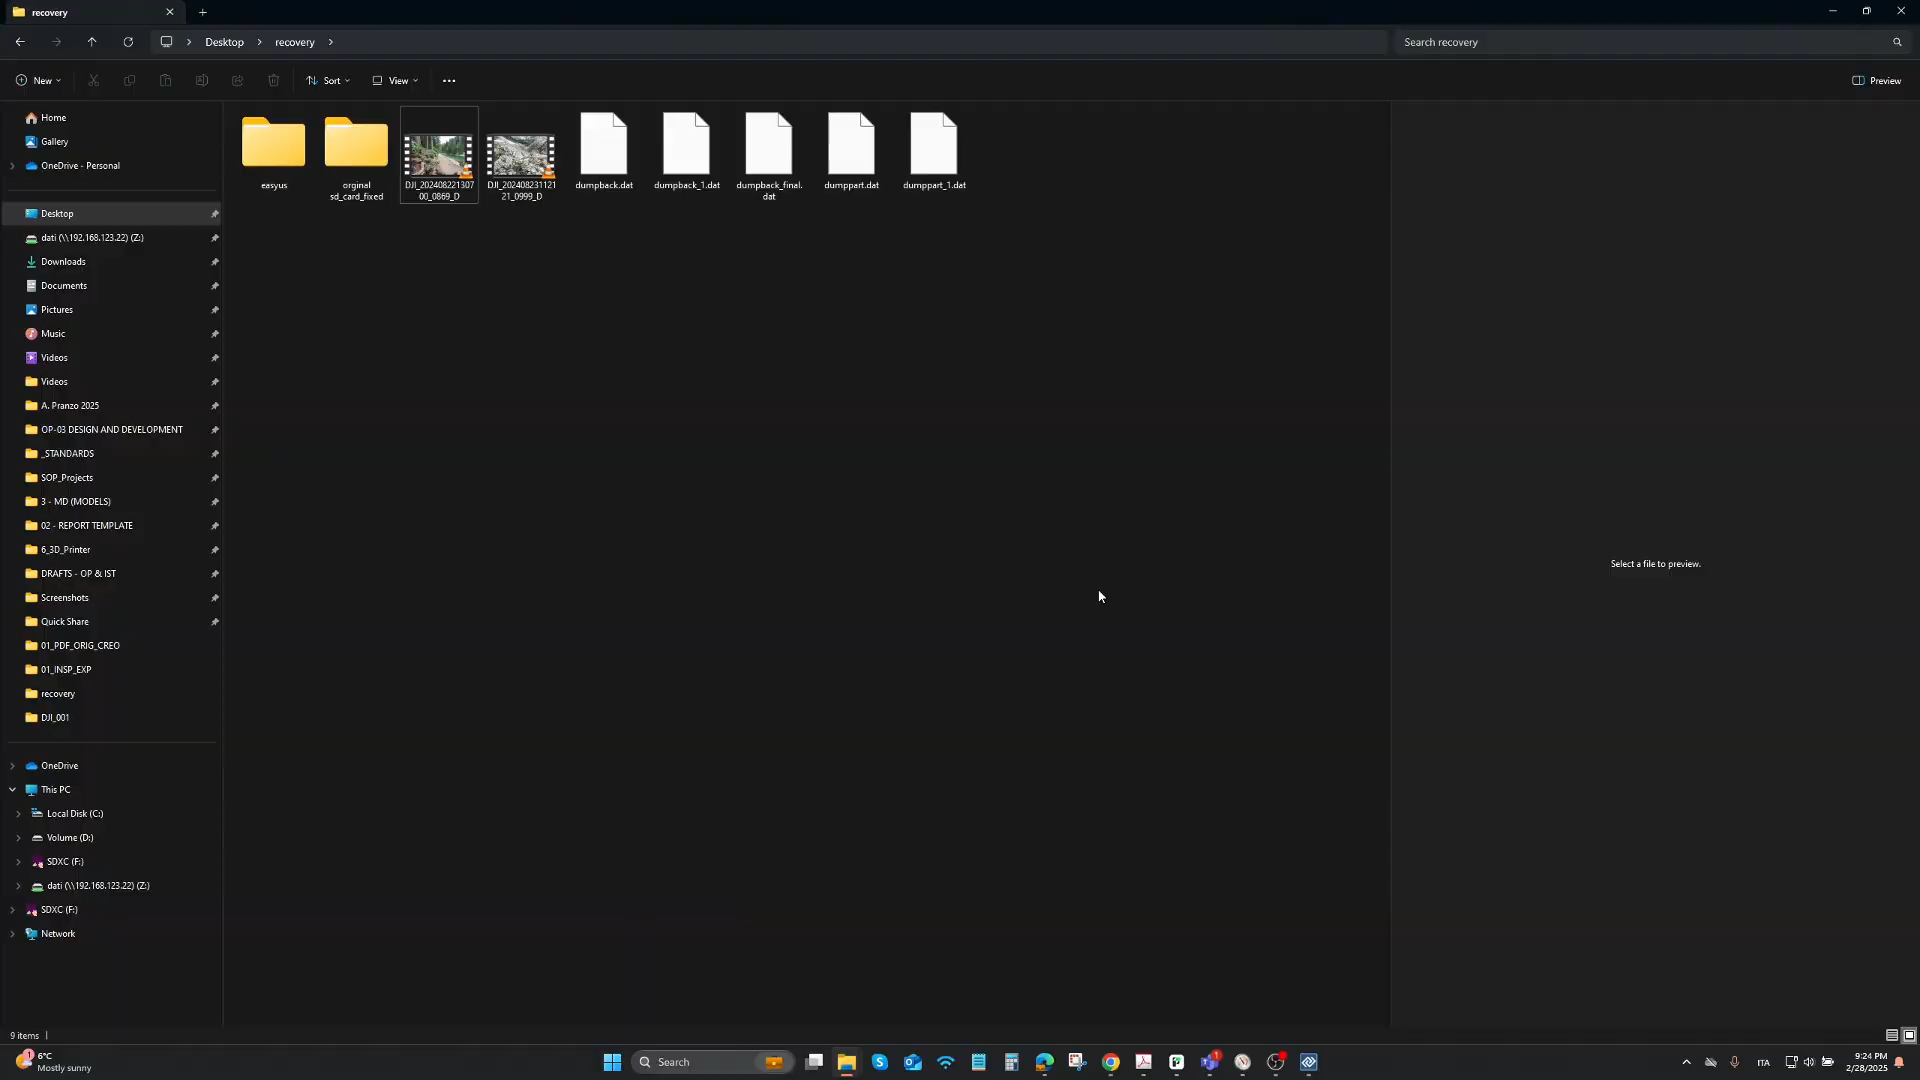 recovery
Desktop
recovery
Search recovery
New
Sort
View
Preview
Home
Gallery
OneDrive - Personal
Desktop
dati (\\192.168.123.22) (Z:)
Downloads
Documents
Pictures
Music
Videos
Videos
A. Pranzo 2025
OP-03 DESIGN AND DEVELOPMENT
_STANDARDS
SOP_Projects
3 - MD (MODELS)
02 - REPORT TEMPLATE
6_3D_Printer
DRAFTS - OP & IST
Screenshots
Quick Share
01_PDF_ORIG_CREO
01_INSP_EXP
recovery
DJI_001
OneDrive
This PC
Local Disk (C:)
Volume (D:)
SDXC (F:)
dati (\\192.168.123.22) (Z:)
SDXC (F:)
Network
easyus
orginal
sd_card_fixed
DJI_202408221307
00_0869_D
DJI_202408231121
21_0999_D
dumpback.dat
dumpback_1.dat
dumpback_final.
dat
dumppart.dat
dumppart_1.dat
Select a file to preview.
9 items
1
6°C
Mostly sunny
Search
1
ITA
9:24 PM
2/28/2025